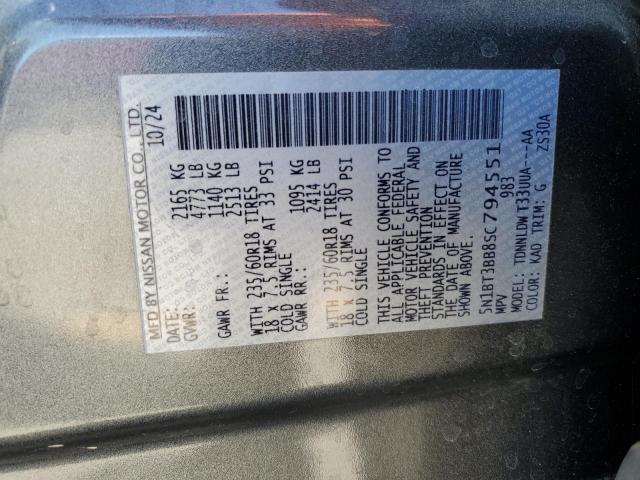 MFD BY NISSAN MOTOR CO., LTD.
DATE: 10/24
GVWR: 2165 KG
4773 LB
GAWR FR: 1140 KG
2513 LB
WITH 235/60R18 TIRES
18 X 7.5 RIMS AT 33 PSI
COLD SINGLE
GAWR RR: 1095 KG
2414 LB
WITH 235/60R18 TIRES
18 X 7.5 RIMS AT 30 PSI
COLD SINGLE
THIS VEHICLE CONFORMS TO
ALL APPLICABLE FEDERAL
MOTOR VEHICLE SAFETY AND
THEFT PREVENTION
STANDARDS IN EFFECT ON
THE DATE OF MANUFACTURE
SHOWN ABOVE.
5N1BT3BB8SC794551
MPV 983
MODEL: TDNNLDWT33UUA----AA
COLOR: KAD TRIM: G ZS30A